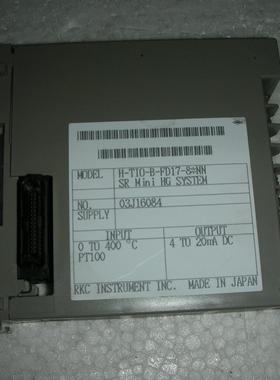 MODEL H-TIO-B-FD17-8*NN
SR Mini HG SYSTEM
NO. 03J16084
SUPPLY
INPUT OUTPUT
0 TO 400 °C 4 TO 20mA DC
PT100
RKC INSTRUMENT INC. MADE IN JAPAN